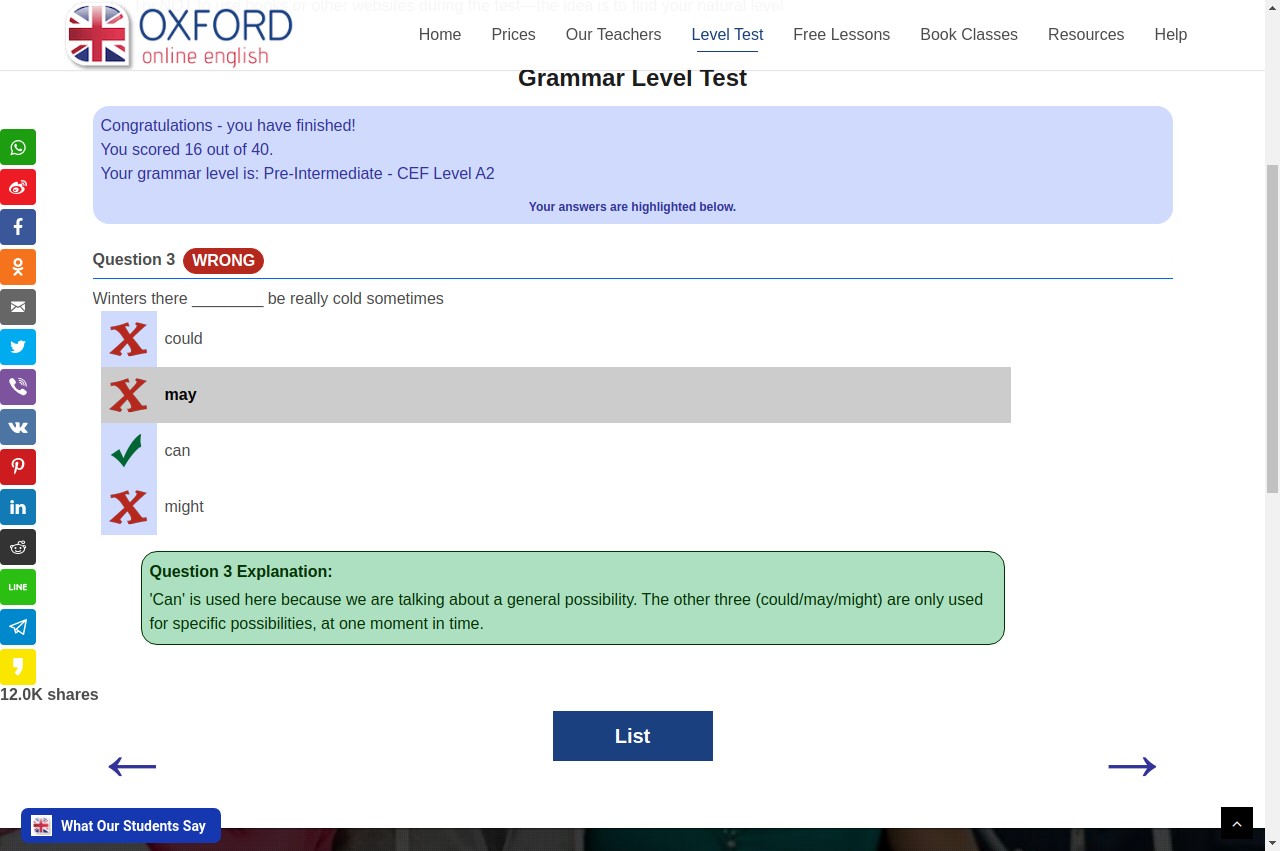 NOT to use books or other websites during the test—the idea is to find your natural level
OXFORD
online english
Home
Prices
Our Teachers
Level Test
Free Lessons
Book Classes
Resources
Help
Grammar Level Test
Congratulations - you have finished!
You scored 16 out of 40.
Your grammar level is: Pre-Intermediate - CEF Level A2
Your answers are highlighted below.
Question 3 WRONG
Winters there ________ be really cold sometimes
could
may
can
might
Question 3 Explanation:
'Can' is used here because we are talking about a general possibility. The other three (could/may/might) are only used
for specific possibilities, at one moment in time.
LINE
12.0K shares
List
What Our Students Say